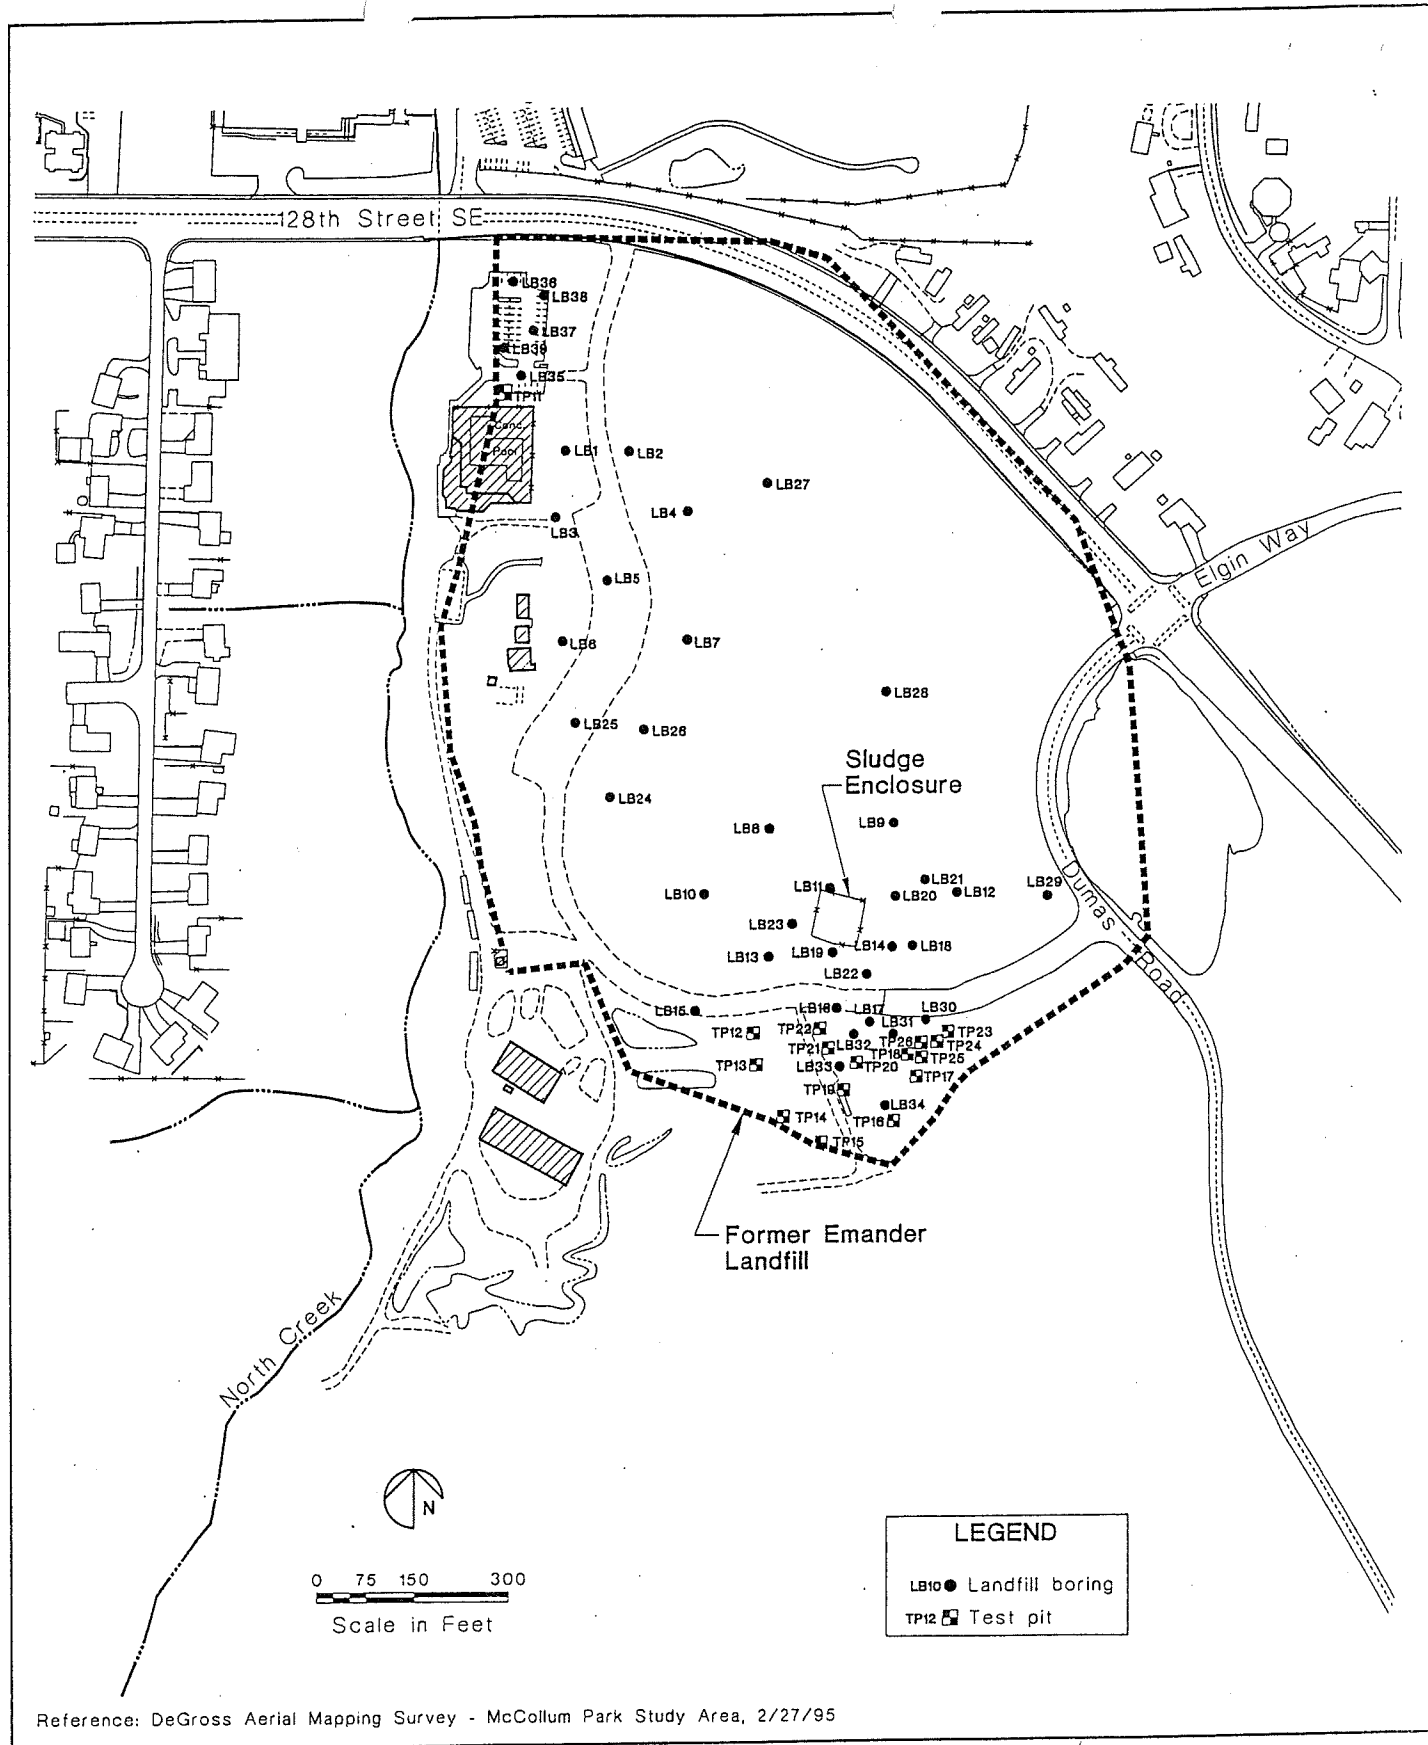 128th Street SE
LB36
LB38
LB37
LB39
LB35
TP11
Conc.
Pool
LB1
LB2
LB27
LB4
LB3
Elgin Way
LB5
LB6
LB7
LB28
LB25
LB26
Sludge
Enclosure
LB24
LB8
LB9
LB21
LB11
LB20
LB12
LB29
LB10
Dumas Road
LB23
LB14
LB18
LB13
LB19
LB22
LB15
LB16
LB17
LB30
TP12
TP22
LB31
TP23
LB32
TP26
TP24
TP21
TP18
TP25
TP13
LB33
TP20
TP17
TP19
LB34
TP14
TP16
TP15
Former Emander
Landfill
North Creek
N
0 75 150 300
Scale in Feet
LEGEND
LB10 Landfill boring
TP12 Test pit
Reference: DeGross Aerial Mapping Survey - McCollum Park Study Area, 2/27/95